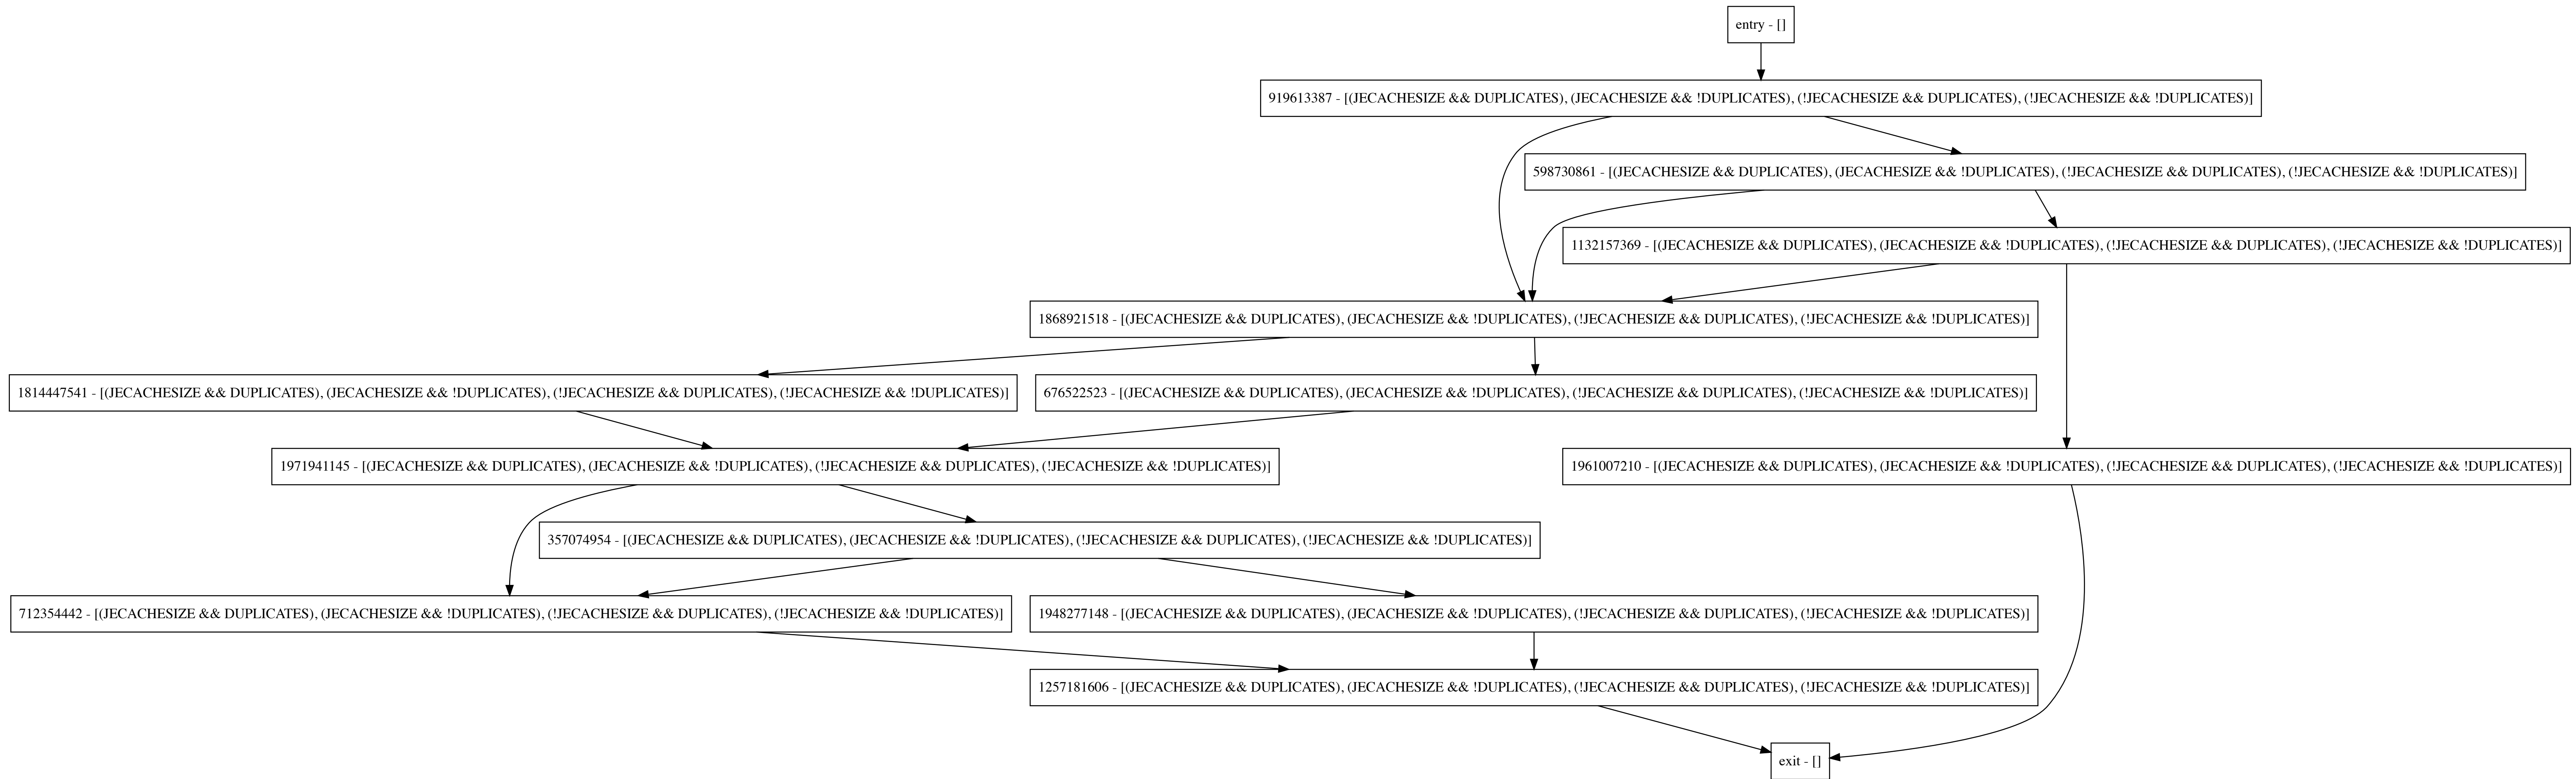 entry - []
919613387 - [(JECACHESIZE && DUPLICATES), (JECACHESIZE && !DUPLICATES), (!JECACHESIZE && DUPLICATES), (!JECACHESIZE && !DUPLICATES)]
598730861 - [(JECACHESIZE && DUPLICATES), (JECACHESIZE && !DUPLICATES), (!JECACHESIZE && DUPLICATES), (!JECACHESIZE && !DUPLICATES)]
1132157369 - [(JECACHESIZE && DUPLICATES), (JECACHESIZE && !DUPLICATES), (!JECACHESIZE && DUPLICATES), (!JECACHESIZE && !DUPLICATES)]
1868921518 - [(JECACHESIZE && DUPLICATES), (JECACHESIZE && !DUPLICATES), (!JECACHESIZE && DUPLICATES), (!JECACHESIZE && !DUPLICATES)]
1814447541 - [(JECACHESIZE && DUPLICATES), (JECACHESIZE && !DUPLICATES), (!JECACHESIZE && DUPLICATES), (!JECACHESIZE && !DUPLICATES)]
676522523 - [(JECACHESIZE && DUPLICATES), (JECACHESIZE && !DUPLICATES), (!JECACHESIZE && DUPLICATES), (!JECACHESIZE && !DUPLICATES)]
1971941145 - [(JECACHESIZE && DUPLICATES), (JECACHESIZE && !DUPLICATES), (!JECACHESIZE && DUPLICATES), (!JECACHESIZE && !DUPLICATES)]
1961007210 - [(JECACHESIZE && DUPLICATES), (JECACHESIZE && !DUPLICATES), (!JECACHESIZE && DUPLICATES), (!JECACHESIZE && !DUPLICATES)]
357074954 - [(JECACHESIZE && DUPLICATES), (JECACHESIZE && !DUPLICATES), (!JECACHESIZE && DUPLICATES), (!JECACHESIZE && !DUPLICATES)]
712354442 - [(JECACHESIZE && DUPLICATES), (JECACHESIZE && !DUPLICATES), (!JECACHESIZE && DUPLICATES), (!JECACHESIZE && !DUPLICATES)]
1948277148 - [(JECACHESIZE && DUPLICATES), (JECACHESIZE && !DUPLICATES), (!JECACHESIZE && DUPLICATES), (!JECACHESIZE && !DUPLICATES)]
1257181606 - [(JECACHESIZE && DUPLICATES), (JECACHESIZE && !DUPLICATES), (!JECACHESIZE && DUPLICATES), (!JECACHESIZE && !DUPLICATES)]
exit - []